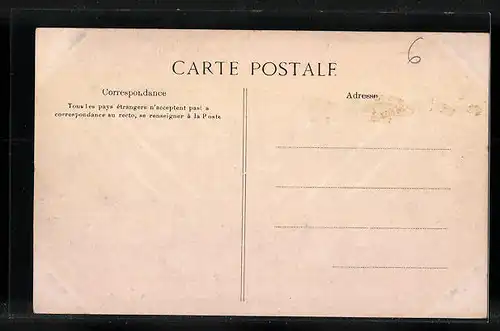 6
CARTE POSTALE
Correspondance
Tous les pays étrangers n'acceptent pas la
correspondance au recto, se renseigner à la Poste
Adresse